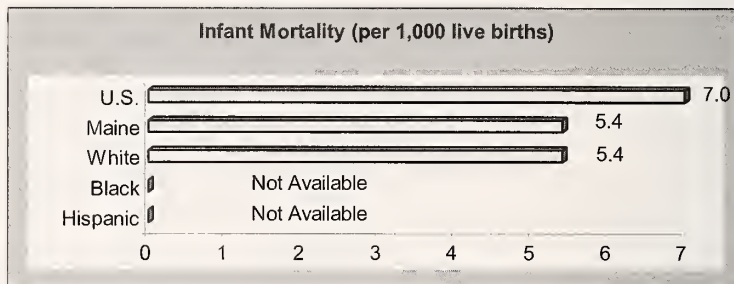 Infant Mortality (per 1,000 live births)
U.S. 7.0
Maine 5.4
White 5.4
Black Not Available
Hispanic Not Available
0 1 2 3 4 5 6 7